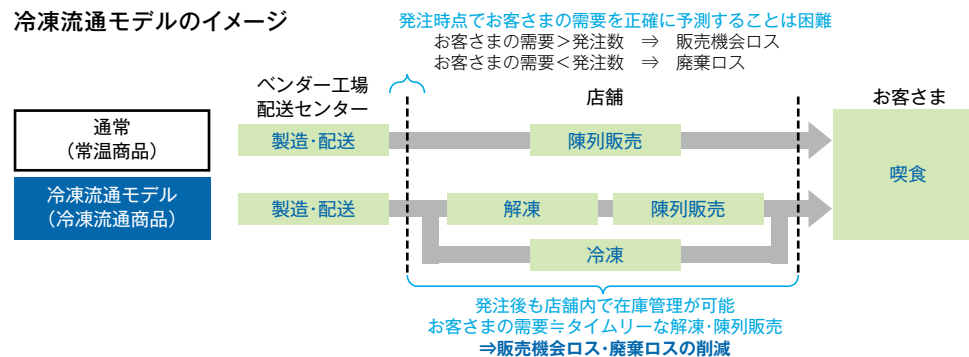 冷凍流通モデルのイメージ
発注時点でお客さまの需要を正確に予測することは困難
お客さまの需要>発注数 ⇒ 販売機会ロス
お客さまの需要<発注数 ⇒ 廃棄ロス
ベンダー工場
配送センター
店舗
お客さま
通常
(常温商品)
製造・配送
陳列販売
喫食
冷凍流通モデル
(冷凍流通商品)
製造・配送
解凍
陳列販売
冷凍
発注後も店舗内で在庫管理が可能
お客さまの需要≒タイムリーな解凍・陳列販売
⇒販売機会ロス・廃棄ロスの削減